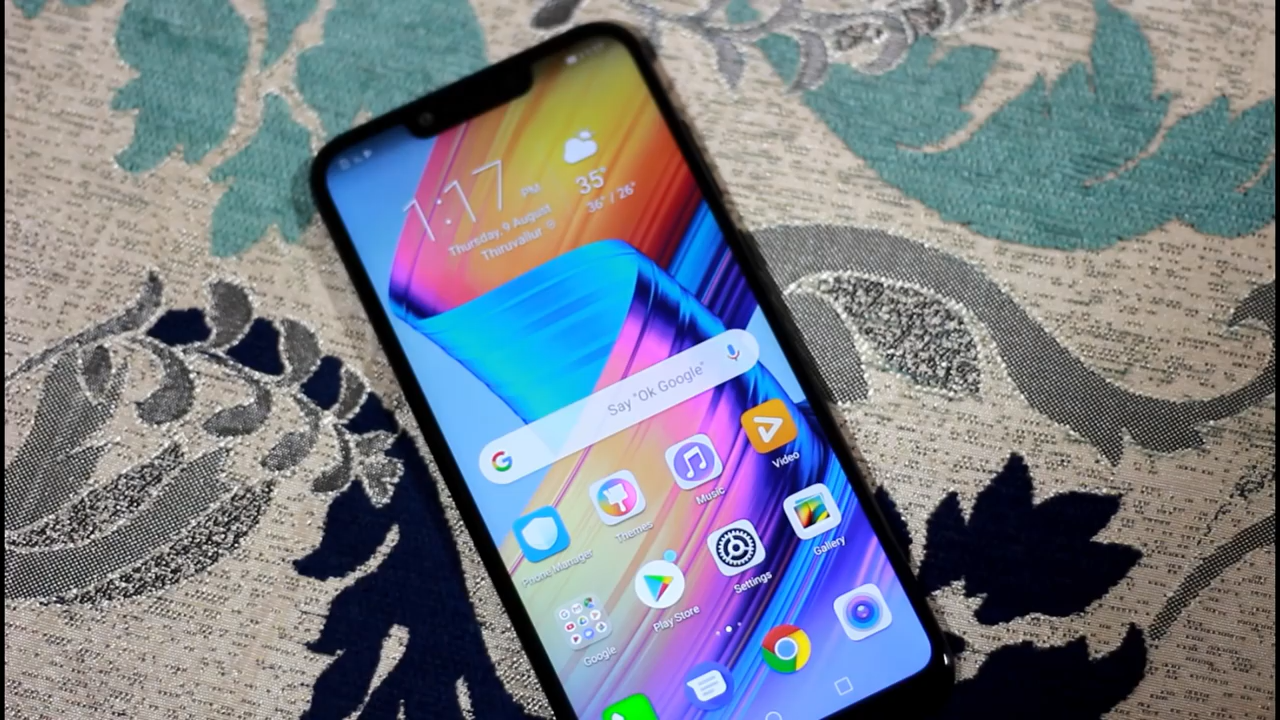 1:17 PM
35°
36° / 26°
Thursday, 9 August
Thiruvallur
Say "Ok Google"
Video
Music
Themes
Phone Manager
Gallery
Settings
Play Store
Google